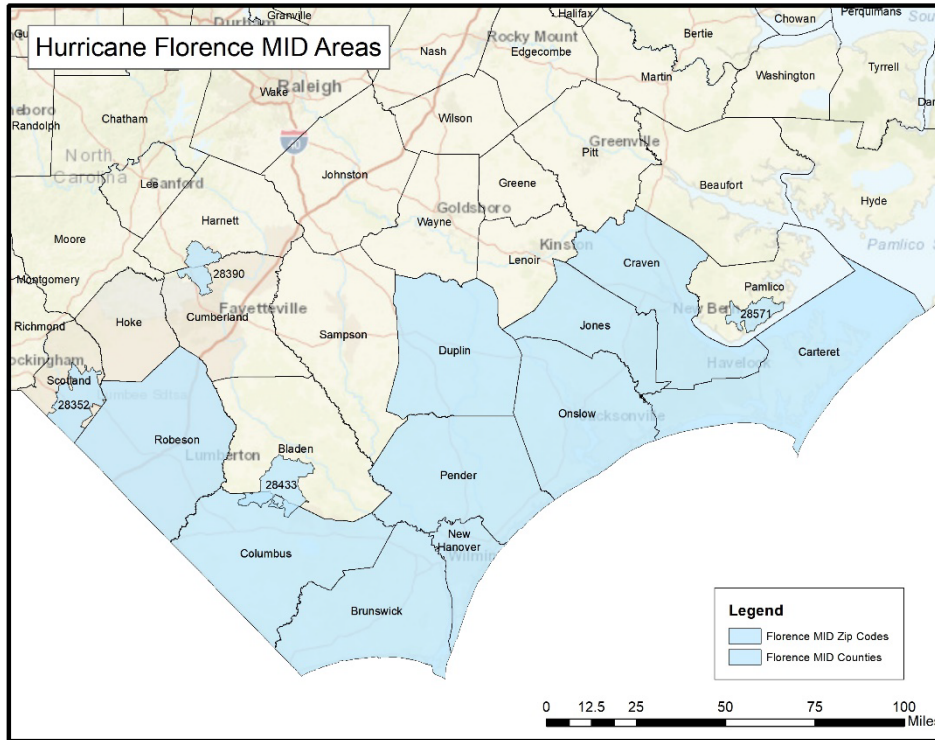 Hurricane Florence MID Areas
Granville
Halifax
Chowan
Perquimans
Durham
Nash
Rocky Mount
Edgecombe
Bertie
Martin
Washington
Tyrrell
Wake
Raleigh
Randolph
Chatham
Wilson
40
North
Carolina
Lee
Sanford
Johnston
Greenville
Pitt
Greene
Beaufort
Hyde
Harnett
Wayne
Goldsboro
Moore
Kinston
Lenoir
Craven
Pamlico
Montgomery
28390
Fayetteville
Cumberland
Hoke
Richmond
Sampson
Pamlico
28571
Jones
Duplin
Carteret
Havelock
Scotland
28352
Robeson
Onslow
Lumberton
Bladen
Pender
28433
Columbus
New
Hanover
Brunswick
Legend
Florence MID Zip Codes
Florence MID Counties
0 12.5 25 50 75 100
Miles